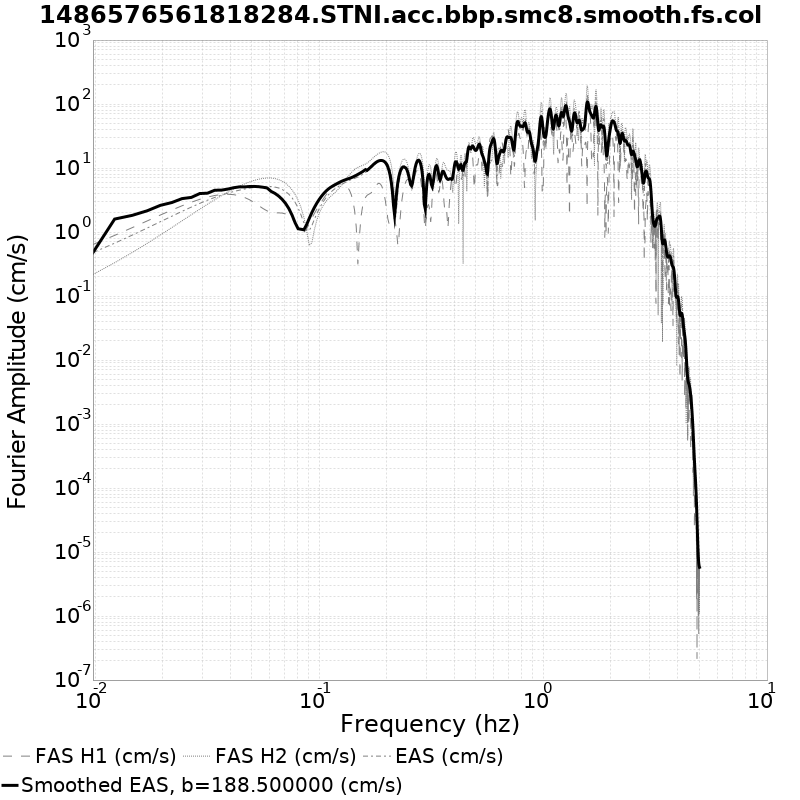 1486576561818284.STNI.acc.bbp.smc8.smooth.fs.col
10^3
10^2
10^1
10^0
10^-1
10^-2
10^-3
10^-4
10^-5
10^-6
10^-7
Fourier Amplitude (cm/s)
10^-2 10^-1 10^0 10^1
Frequency (hz)
FAS H1 (cm/s) FAS H2 (cm/s) EAS (cm/s)
Smoothed EAS, b=188.500000 (cm/s)